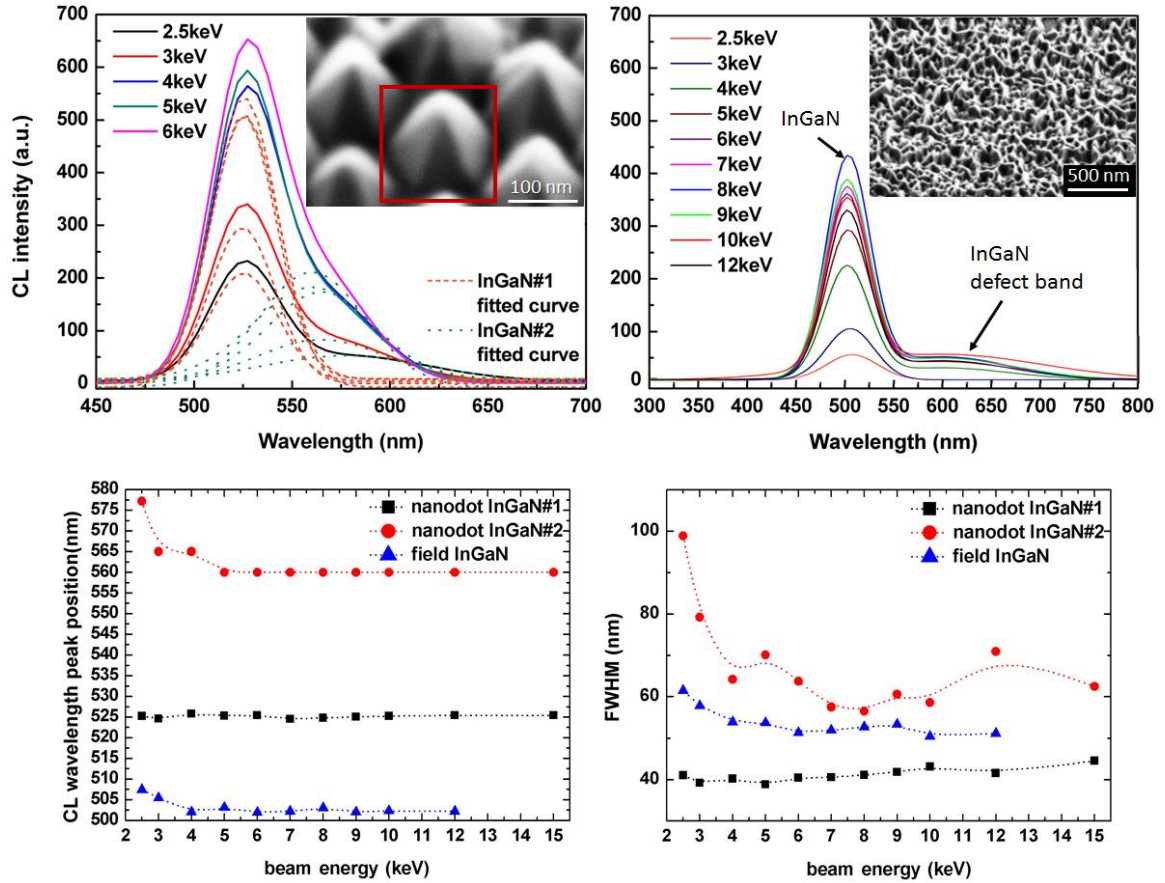 CL intensity (a.u.)
700
600
500
400
300
200
100
0
2.5keV
3keV
4keV
5keV
6keV
100 nm
InGaN#1
fitted curve
InGaN#2
fitted curve
450 500 550 600 650 700
Wavelength (nm)
700
600
500
400
300
200
100
50
0
2.5keV
3keV
4keV
5keV
6keV
7keV
8keV
9keV
10keV
12keV
InGaN
500 nm
InGaN
defect band
300 350 400 450 500 550 600 650 700 750 800
Wavelength (nm)
CL wavelength peak position(nm)
580
575
570
565
560
555
550
545
540
535
530
525
520
515
510
505
500
nanodot InGaN#1
nanodot InGaN#2
field InGaN
2 3 4 5 6 7 8 9 10 11 12 13 14 15
beam energy (keV)
FWHM (nm)
100
80
60
40
nanodot InGaN#1
nanodot InGaN#2
field InGaN
2 3 4 5 6 7 8 9 10 11 12 13 14 15
beam energy (keV)